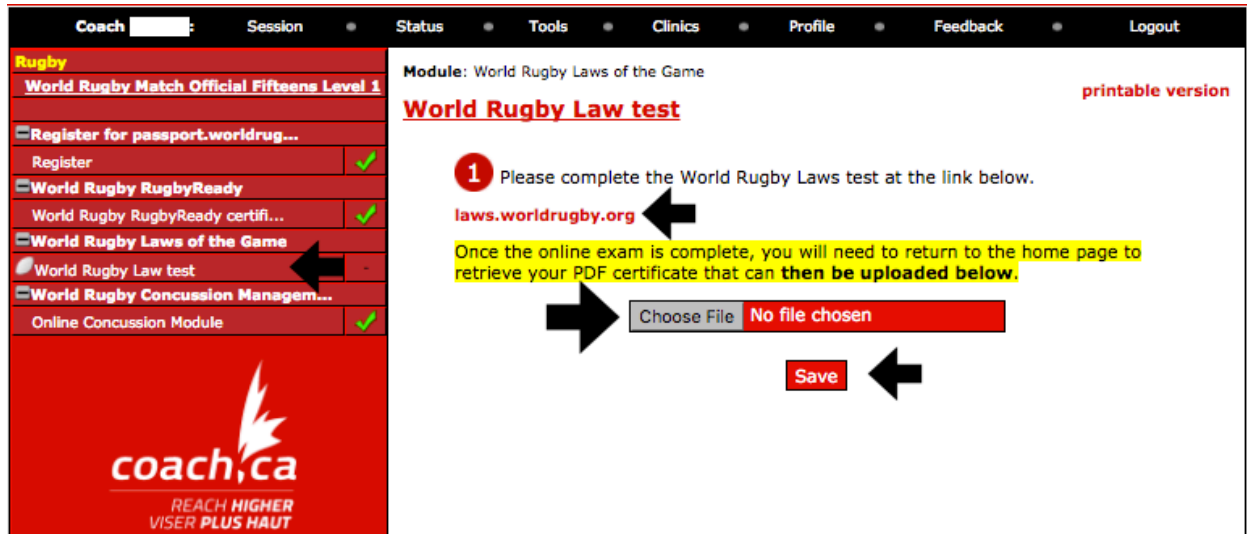 Coach : Session Status Tools Clinics Profile Feedback Logout
Rugby
World Rugby Match Official Fifteens Level 1
Register for passport.worldrug...
Register
World Rugby RugbyReady
World Rugby RugbyReady certifi...
World Rugby Laws of the Game
World Rugby Law test -
World Rugby Concussion Managem...
Online Concussion Module
coach.ca
REACH HIGHER
VISER PLUS HAUT
Module: World Rugby Laws of the Game
printable version
World Rugby Law test
1 Please complete the World Rugby Laws test at the link below.
laws.worldrugby.org
Once the online exam is complete, you will need to return to the home page to
retrieve your PDF certificate that can then be uploaded below.
Choose File No file chosen
Save